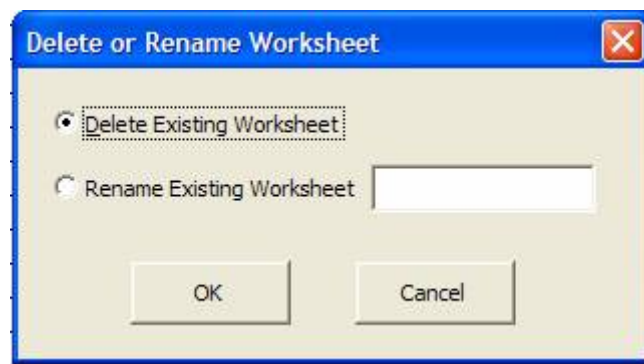 Delete or Rename Worksheet
Delete Existing Worksheet
Rename Existing Worksheet
OK Cancel